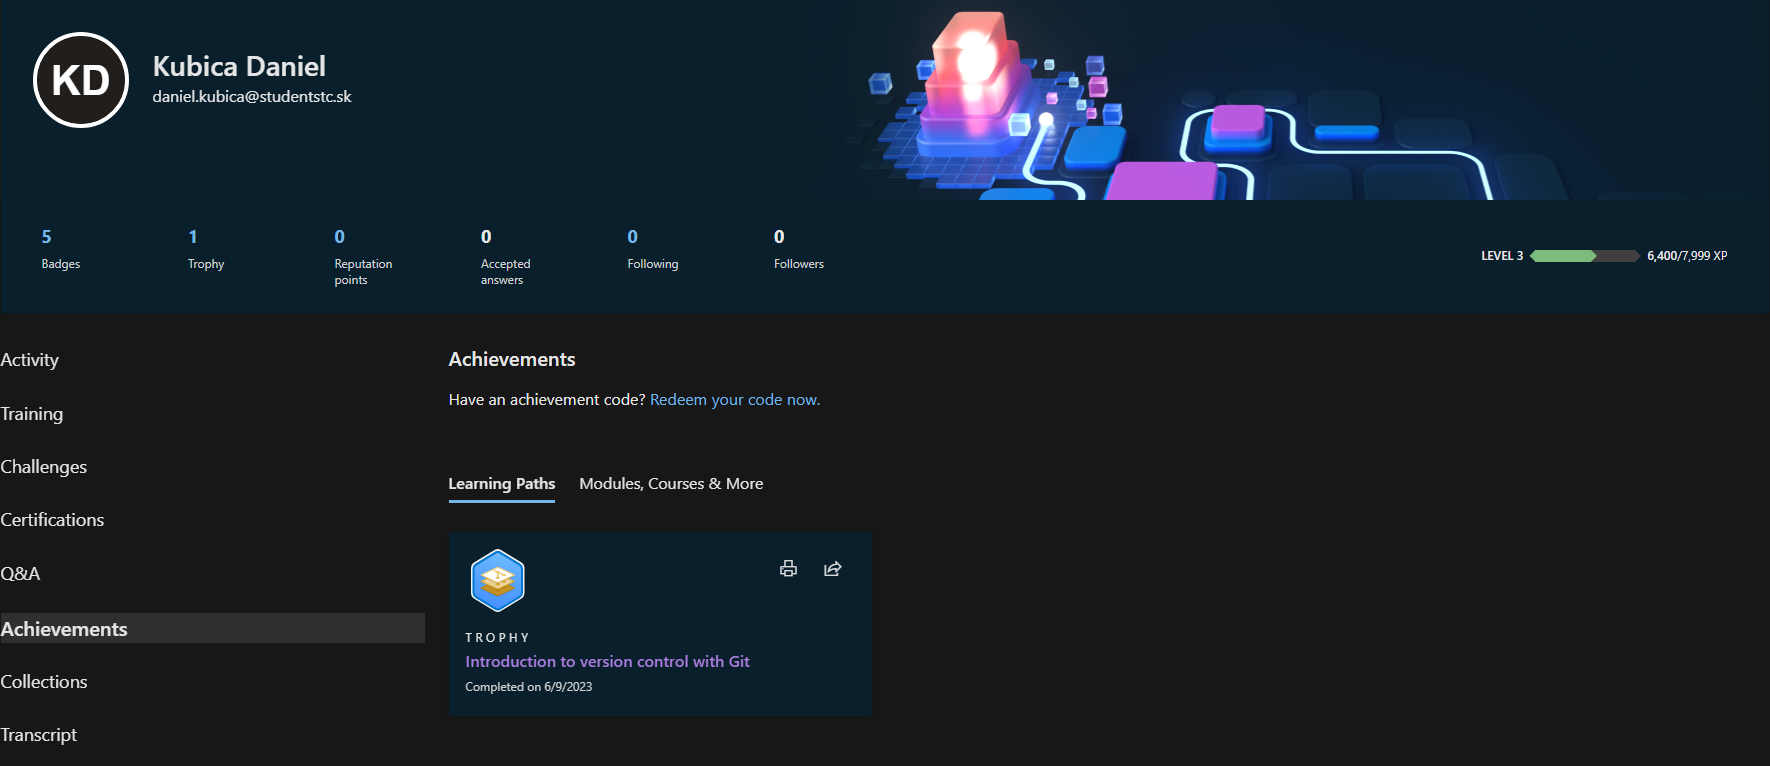 KD
Kubica Daniel
daniel.kubica@studentstc.sk
5
Badges
1
Trophy
0
Reputation
points
0
Accepted
answers
0
Following
0
Followers
LEVEL 3
6,400/7,999 XP
Activity
Training
Challenges
Certifications
Q&A
Achievements
Collections
Transcript
Achievements
Have an achievement code? Redeem your code now.
Learning Paths
Modules, Courses & More
TROPHY
Introduction to version control with Git
Completed on 6/9/2023